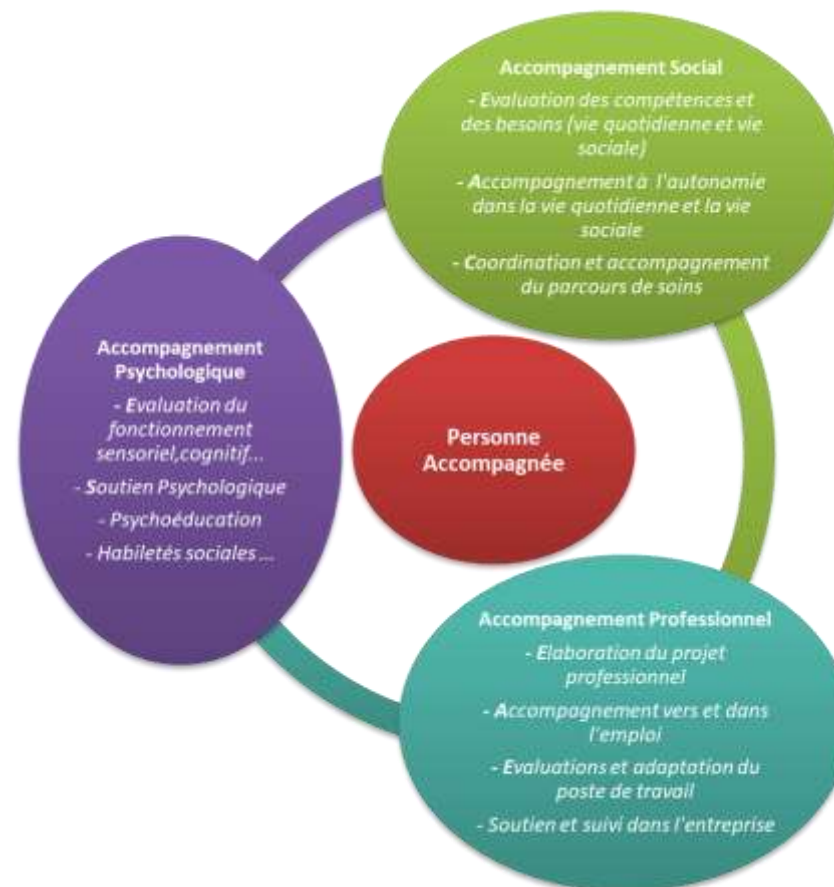 Accompagnement Social
- Evaluation des compétences et
des besoins (vie quotidienne et vie
sociale)
- Accompagnement à l'autonomie
dans la vie quotidienne et la vie
sociale
- Coordination et accompagnement
du parcours de soins
Accompagnement
Psychologique
- Evaluation du
fonctionnement
sensoriel,cognitif...
- Soutien Psychologique
- Psychoéducation
- Habiletés sociales ...
Personne
Accompagnée
Accompagnement Professionnel
- Elaboration du projet
professionnel
- Accompagnement vers et dans
l'emploi
- Evaluations et adaptation du
poste de travail
- Soutien et suivi dans l'entreprise